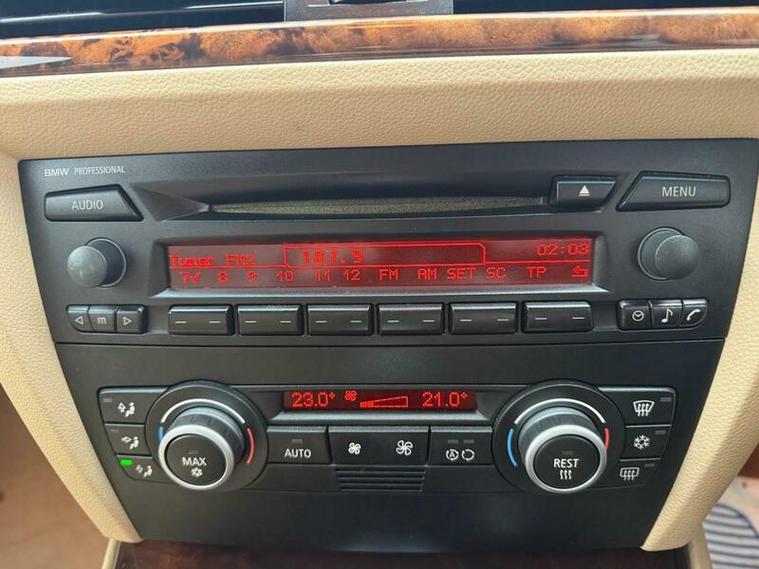 BMW PROFESSIONAL
AUDIO
MENU
Tuner FM2 107.9 02:03
8 9 10 11 12 FM AM SET SC TP
m
23.0° 21.0°
AUTO
MAX
A
REST